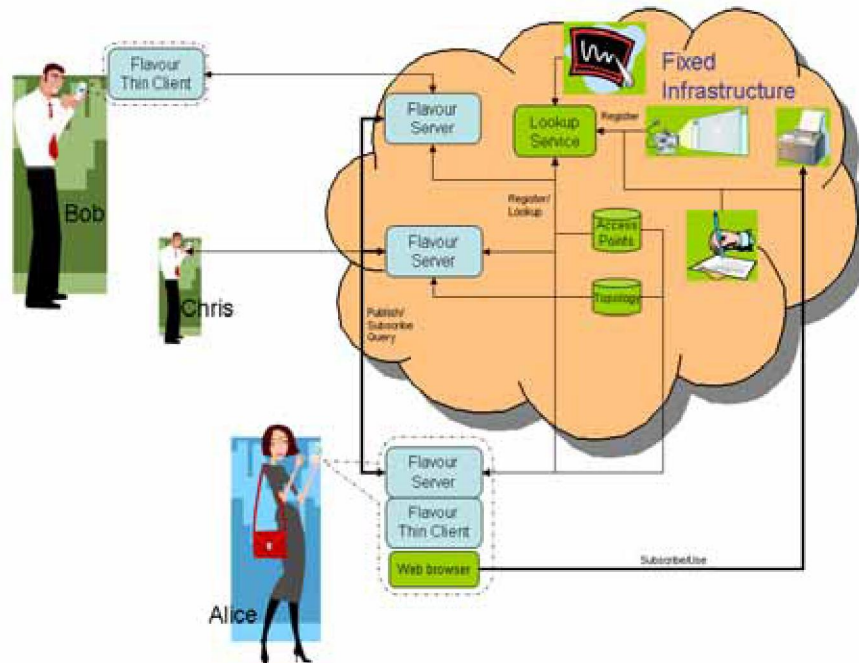 Flavour
Thin Client
Bob
Flavour
Server
Lookup
Service
Fixed
Infrastructure
Register
Register/
Lookup
Access
Points
Flavour
Server
Topology
Chris
Publish/
Subscribe
Query
Flavour
Server
Flavour
Thin Client
Web browser
Subscribe/Use
Alice